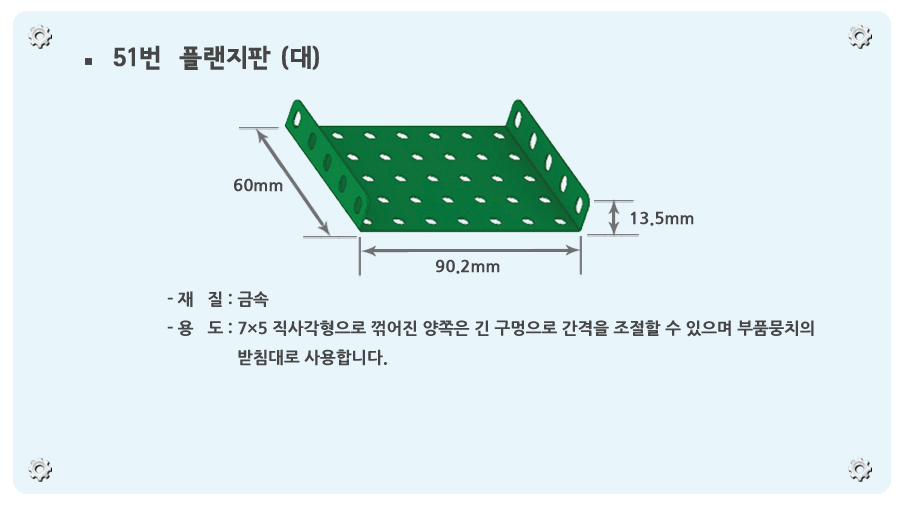 ▪ 51번 플랜지판 (대)
60mm
13.5mm
90.2mm
- 재 질 : 금속
- 용 도 : 7×5 직사각형으로 꺾어진 양쪽은 긴 구멍으로 간격을 조절할 수 있으며 부품뭉치의
받침대로 사용합니다.